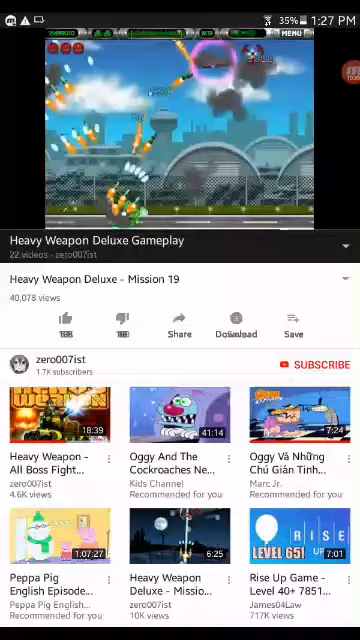 35% 1:27 PM
MENU
Heavy Weapon Deluxe Gameplay
22 videos - zero007ist
Heavy Weapon Deluxe - Mission 19
40,078 views
Share
Download
Save
zero007ist
1.7K subscribers
SUBSCRIBE
18:39
Heavy Weapon -
All Boss Fight...
zero007ist
4.6K views
41:14
Oggy And The
Cockroaches Ne...
Kids Channel
Recommended for you
7:24
Oggy Và Những
Chú Gián Tinh...
Marc Jr.
Recommended for you
1:07:27
Peppa Pig
English Episode...
Peppa Pig English...
Recommended for you
6:25
Heavy Weapon
Deluxe - Missio...
zero007ist
10K views
RISE
UP
LEVEL 65!
7:01
Rise Up Game -
Level 40+ 7851...
James04Law
717K views